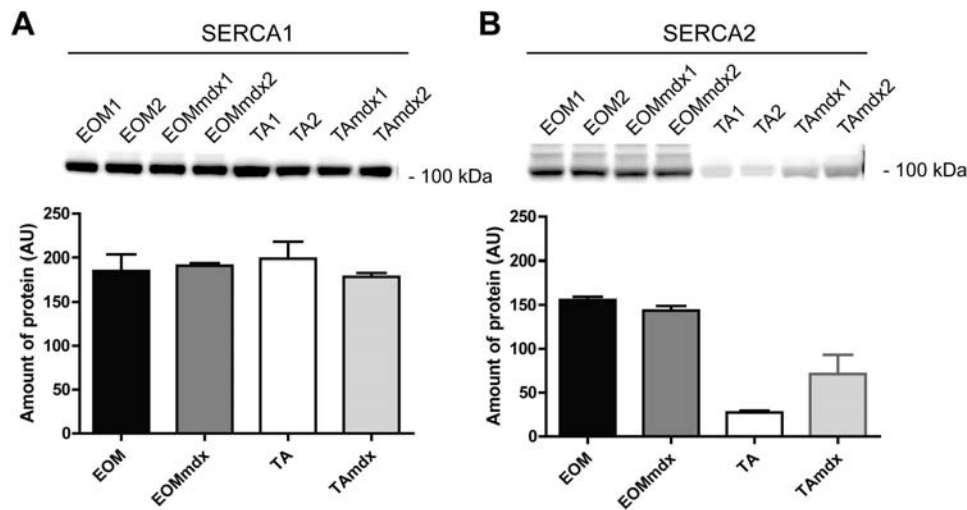 A
SERCA1
EOM1 EOM2 EOMmdx1 EOMmdx2 TA1 TA2 TAmdx1 TAmdx2
- 100 kDa
Amount of protein (AU)
250
200
150
100
50
0
EOM EOMmdx TA TAmdx
B
SERCA2
EOM1 EOM2 EOMmdx1 EOMmdx2 TA1 TA2 TAmdx1 TAmdx2
- 100 kDa
Amount of protein (AU)
250
200
150
100
50
0
EOM EOMmdx TA TAmdx